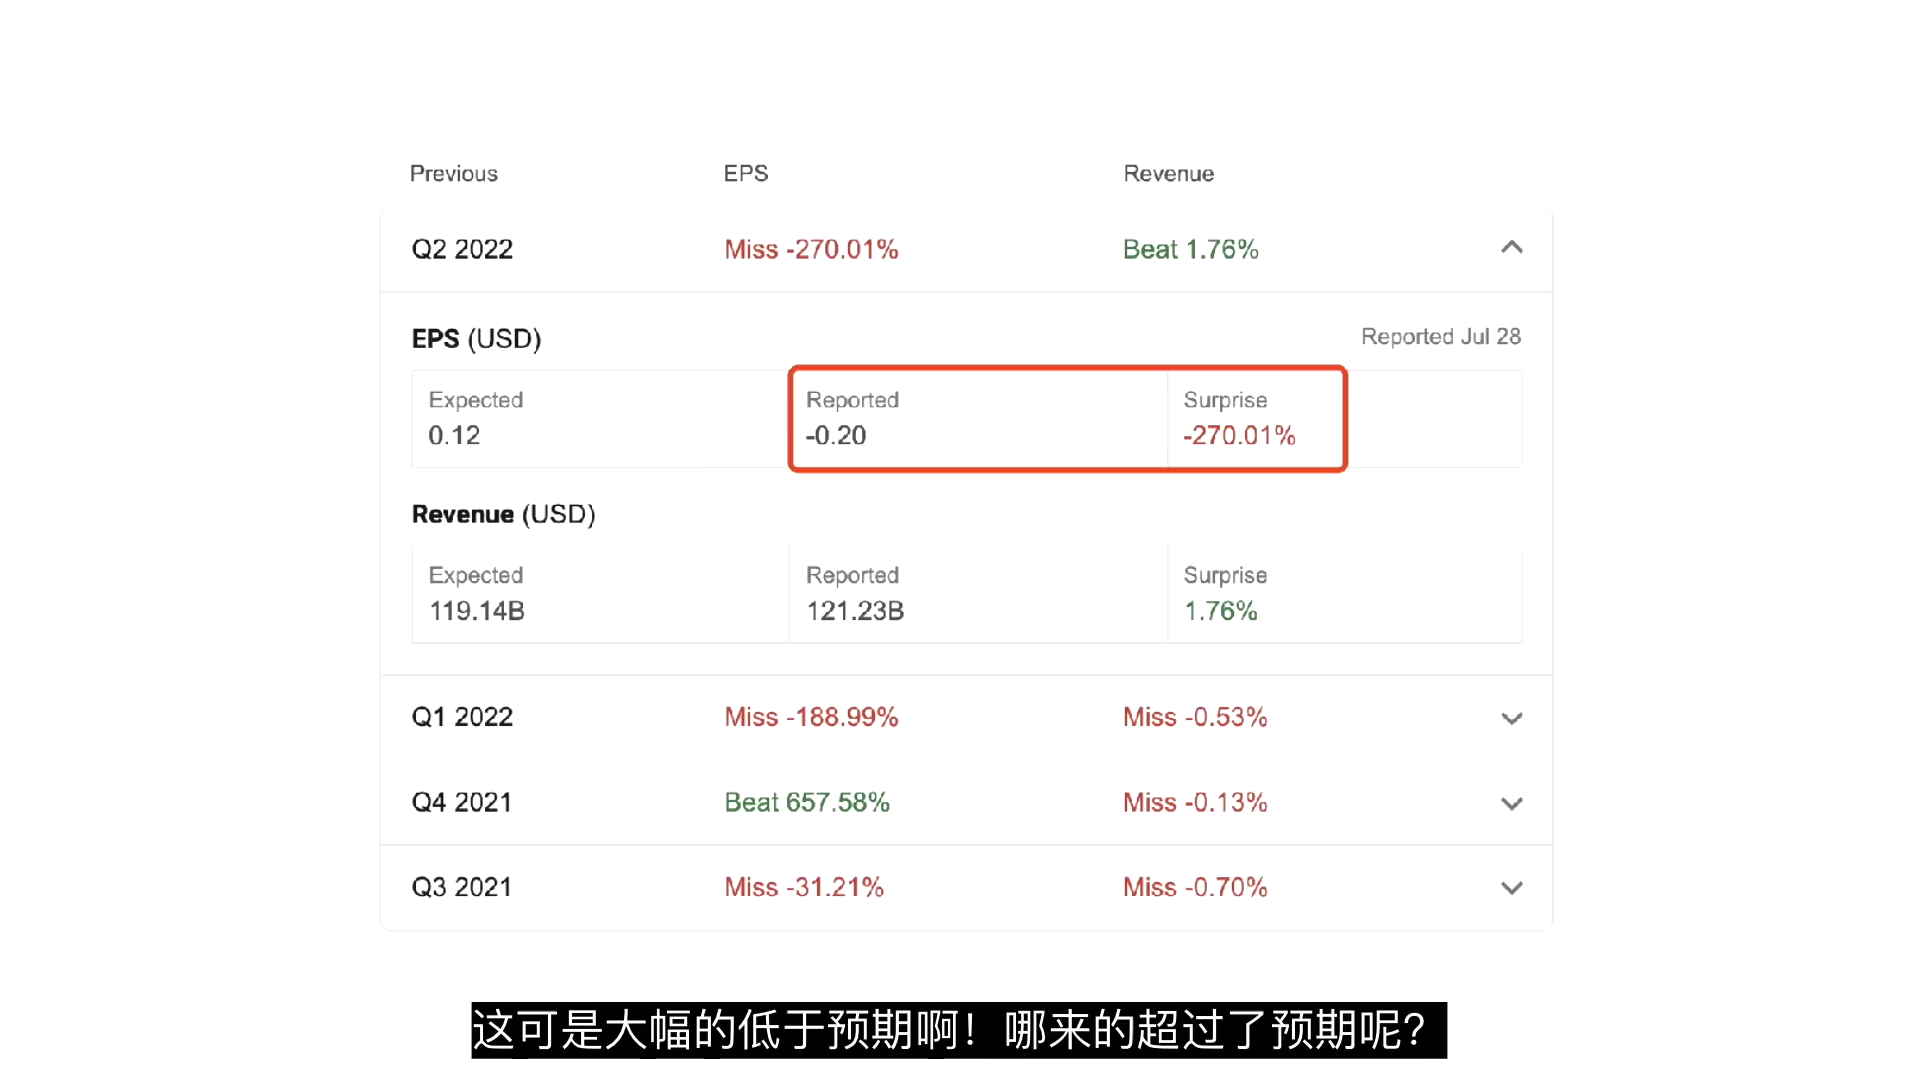 Previous EPS Revenue
Q2 2022 Miss -270.01% Beat 1.76%
EPS (USD) Reported Jul 28
Expected Reported Surprise
0.12 -0.20 -270.01%
Revenue (USD)
Expected Reported Surprise
119.14B 121.23B 1.76%
Q1 2022 Miss -188.99% Miss -0.53%
Q4 2021 Beat 657.58% Miss -0.13%
Q3 2021 Miss -31.21% Miss -0.70%
这可是大幅的低于预期啊！哪来的超过了预期呢？